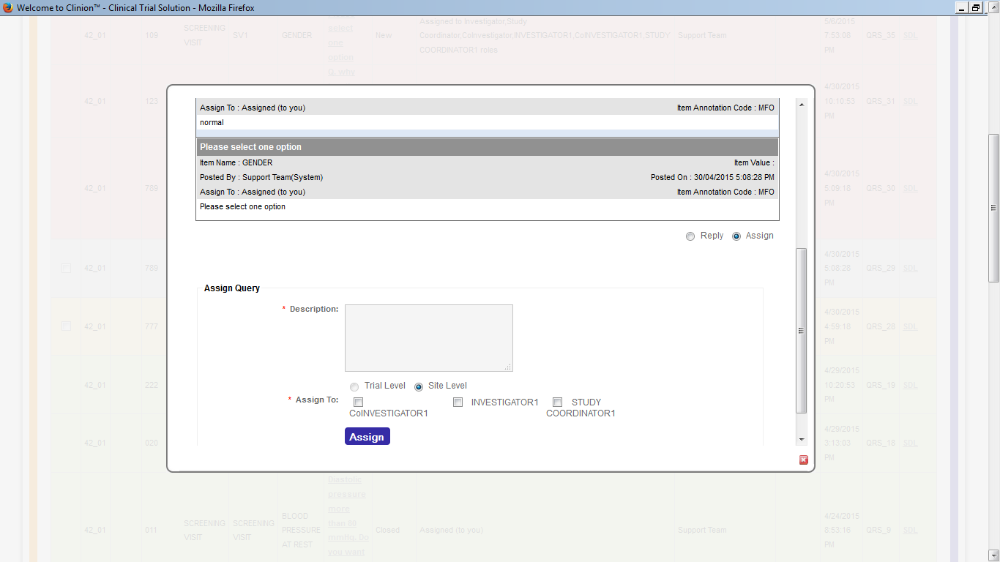 Welcome to Clinion™ - Clinical Trial Solution - Mozilla Firefox
42_01 109 SCREENING VISIT SV1 GENDER select one option New Assigned to Investigator,Study Coordinator,CoInvestigator,INVESTIGATOR1,CoINVESTIGATOR1,STUDY COORDINATOR1 roles Support Team 5/6/2015 7:53:08 PM QRS_35 SDL
Q. why
42_01 123 4/30/2015 10:10:53 PM QRS_31 SDL
Assign To : Assigned (to you) Item Annotation Code : MFO
normal
Please select one option
Item Name : GENDER Item Value :
Posted By : Support Team(System) Posted On : 30/04/2015 5:08:28 PM
Assign To : Assigned (to you) Item Annotation Code : MFO
Please select one option
42_01 789 4/30/2015 5:09:18 PM QRS_30 SDL
Reply Assign
42_01 789 4/30/2015 5:08:28 PM QRS_29 SDL
Assign Query
* Description:
42_01 777 4/30/2015 4:59:18 PM QRS_28 SDL
Trial Level Site Level
42_01 222 4/29/2015 10:20:53 PM QRS_19 SDL
* Assign To: CoINVESTIGATOR1 INVESTIGATOR1 STUDY COORDINATOR1
Assign
42_01 020 4/29/2015 3:13:03 PM QRS_18 SDL
42_01 011 SCREENING VISIT SCREENING VISIT BLOOD PRESSURE AT REST Diastolic pressure more than 80 mmHg. Do you want Closed Assigned (to you) Support Team 4/24/2015 8:53:16 PM QRS_9 SDL